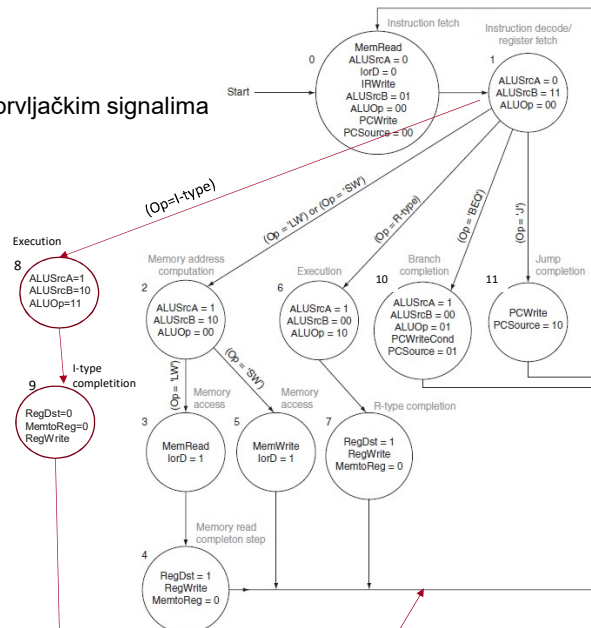 Instruction fetch
Instruction decode/
register fetch
0
MemRead
ALUSrcA = 0
IorD = 0
IRWrite
ALUSrcB = 01
ALUOp = 00
PCWrite
PCSource = 00
Start
1
ALUSrcA = 0
ALUSrcB = 11
ALUOp = 00
orvljačkim signalima
(Op=I-type)
(Op = 'LW') or (Op = 'SW')
(Op = R-type)
(Op = 'BEQ')
(Op = 'J')
Execution
8
ALUSrcA=1
ALUSrcB=10
ALUOp=11
Memory address
computation
2
ALUSrcA = 1
ALUSrcB = 10
ALUOp = 00
Execution
6
ALUSrcA = 1
ALUSrcB = 00
ALUOp = 10
Branch
completion
10
ALUSrcA = 1
ALUSrcB = 00
ALUOp = 01
PCWriteCond
PCSource = 01
Jump
completion
11
PCWrite
PCSource = 10
I-type
completition
9
RegDst=0
MemtoReg=0
RegWrite
(Op = 'LW')
(Op = 'SW')
Memory
access
3
MemRead
IorD = 1
Memory
access
5
MemWrite
IorD = 1
R-type completion
7
RegDst = 1
RegWrite
MemtoReg = 0
Memory read
completon step
4
RegDst = 1
RegWrite
MemtoReg = 0